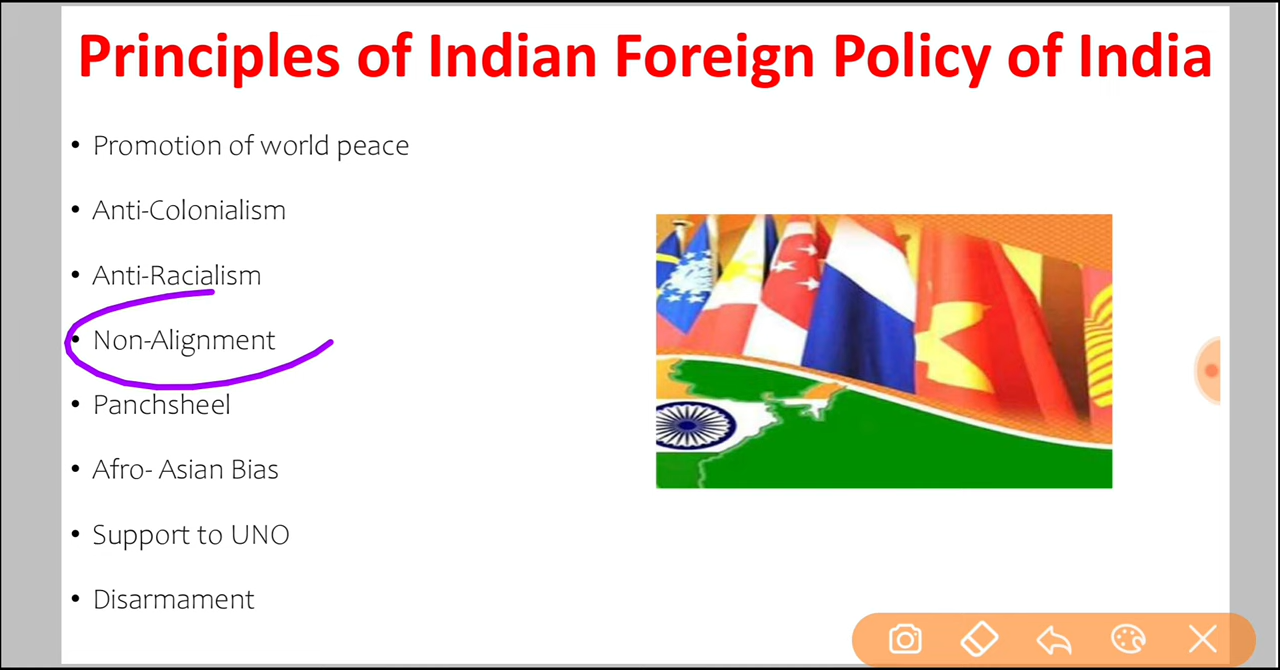 Principles of Indian Foreign Policy of India
• Promotion of world peace
• Anti-Colonialism
• Anti-Racialism
• Non-Alignment
• Panchsheel
• Afro- Asian Bias
• Support to UNO
• Disarmament